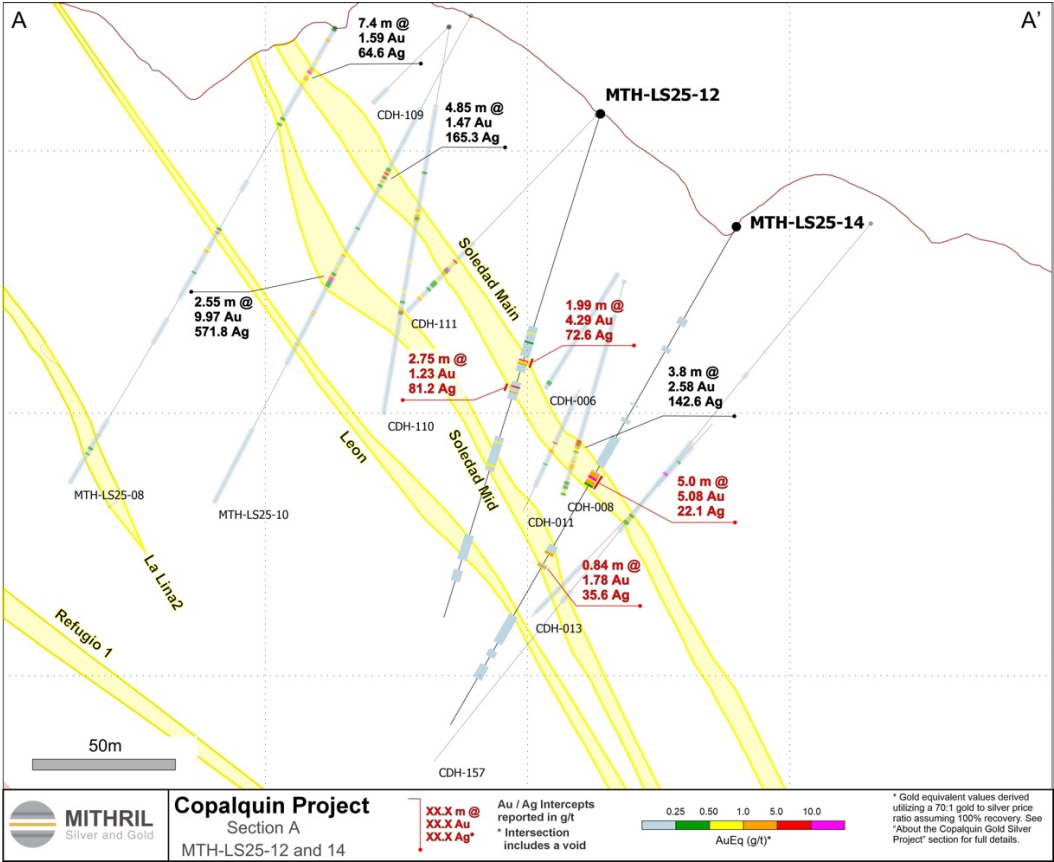 A
A'
7.4 m @
1.59 Au
64.6 Ag
CDH-109
4.85 m @
1.47 Au
165.3 Ag
MTH-LS25-12
MTH-LS25-14
Soledad Main
2.55 m @
9.97 Au
571.8 Ag
CDH-111
1.99 m @
4.29 Au
72.6 Ag
2.75 m @
1.23 Au
81.2 Ag
3.8 m @
2.58 Au
142.6 Ag
CDH-006
CDH-110
Leon
Soledad Mid
MTH-LS25-08
MTH-LS25-10
CDH-008
CDH-011
5.0 m @
5.08 Au
22.1 Ag
La Lina2
0.84 m @
1.78 Au
35.6 Ag
Refugio 1
CDH-013
50m
CDH-157
MITHRIL
Silver and Gold
Copalquin Project
Section A
MTH-LS25-12 and 14
XX.X m @
XX.X Au
XX.X Ag*
Au / Ag Intercepts
reported in g/t
* Intersection
includes a void
0.25 0.50 1.0 5.0 10.0
AuEq (g/t)*
* Gold equivalent values derived
utilizing a 70:1 gold to silver price
ratio assuming 100% recovery. See
"About the Copalquin Gold Silver
Project" section for full details.